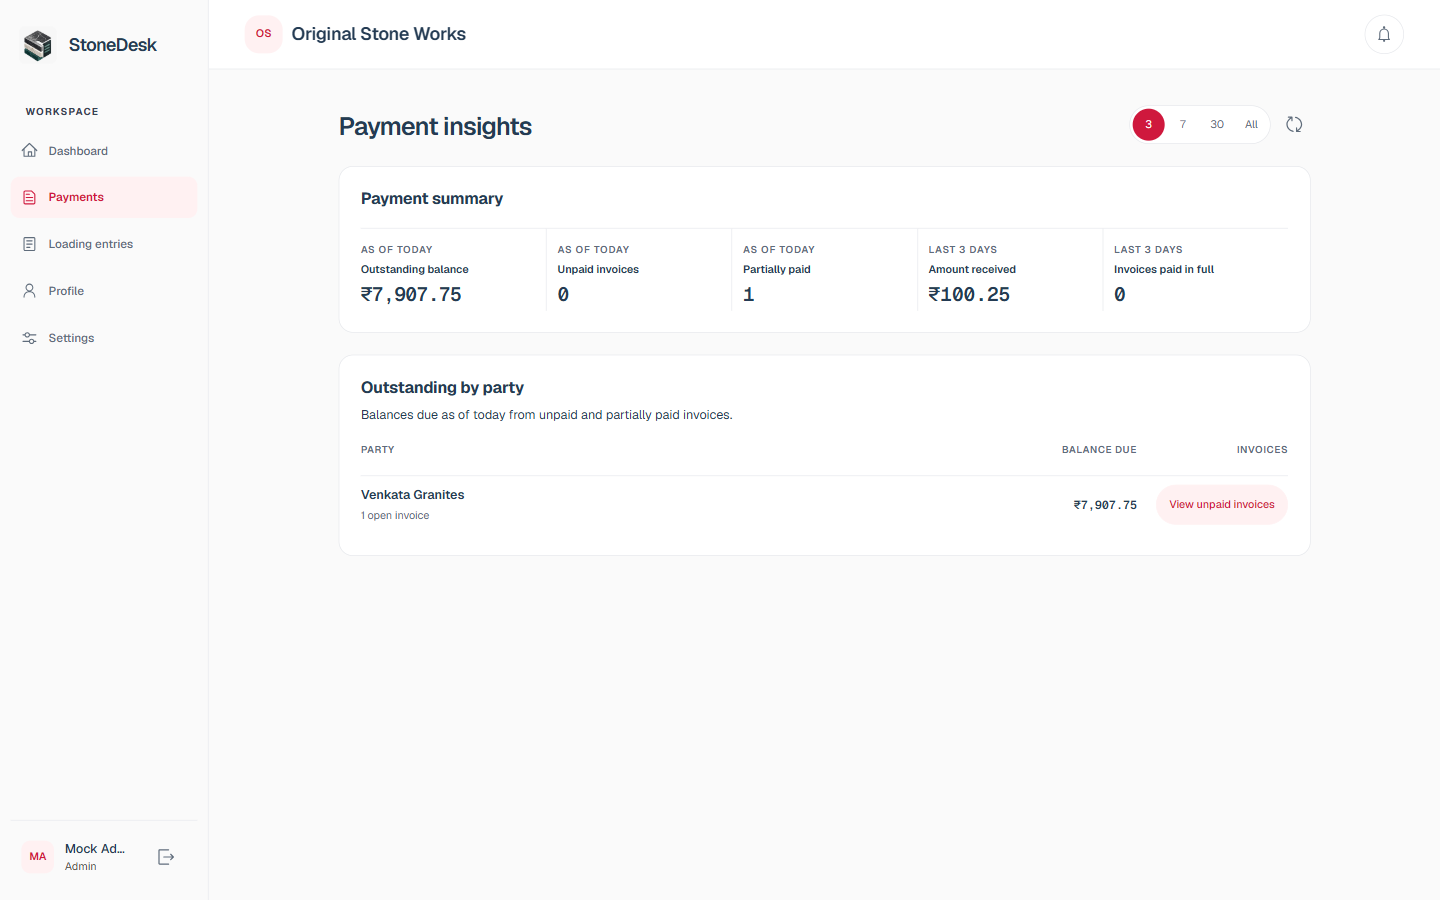 StoneDesk
OS
Original Stone Works
WORKSPACE
Dashboard
Payments
Loading entries
Profile
Settings
Payment insights
3
7
30
All
Payment summary
AS OF TODAY
Outstanding balance
₹7,907.75
AS OF TODAY
Unpaid invoices
0
AS OF TODAY
Partially paid
1
LAST 3 DAYS
Amount received
₹100.25
LAST 3 DAYS
Invoices paid in full
0
Outstanding by party
Balances due as of today from unpaid and partially paid invoices.
PARTY
BALANCE DUE
INVOICES
Venkata Granites
1 open invoice
₹7,907.75
View unpaid invoices
MA
Mock Ad...
Admin